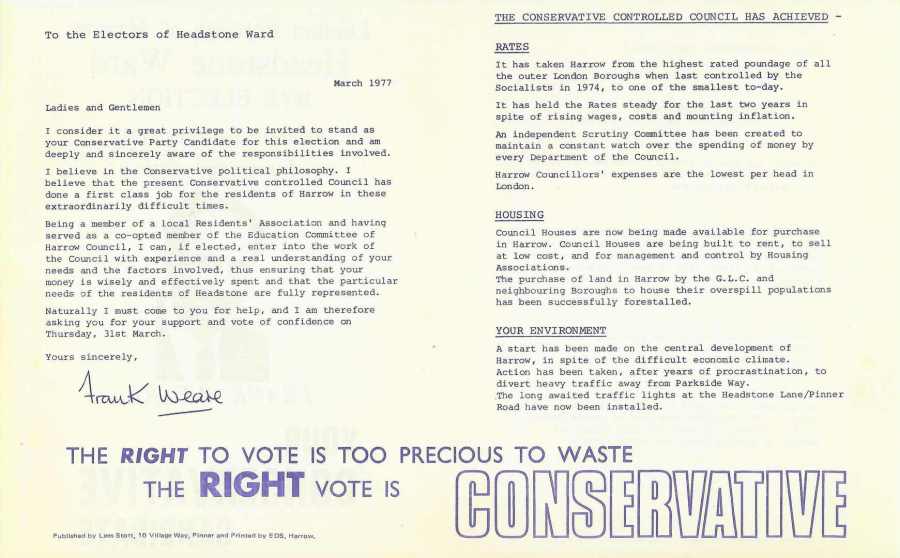 To the Electors of Headstone Ward
March 1977
Ladies and Gentlemen
I consider it a great privilege to be invited to stand as
your Conservative Party Candidate for this election and am
deeply and sincerely aware of the responsibilities involved.
I believe in the Conservative political philosophy. I
believe that the present Conservative controlled Council has
done a first class job for the residents of Harrow in these
extraordinarily difficult times.
Being a member of a local Residents' Association and having
served as a co-opted member of the Education Committee of
Harrow Council, I can, if elected, enter into the work of
the Council with experience and a real understanding of your
needs and the factors involved, thus ensuring that your
money is wisely and effectively spent and that the particular
needs of the residents of Headstone are fully represented.
Naturally I must come to you for help, and I am therefore
asking you for your support and vote of confidence on
Thursday, 31st March.
Yours sincerely,
Frank Weare
THE CONSERVATIVE CONTROLLED COUNCIL HAS ACHIEVED -
RATES
It has taken Harrow from the highest rated poundage of all
the outer London Boroughs when last controlled by the
Socialists in 1974, to one of the smallest to-day.
It has held the Rates steady for the last two years in
spite of rising wages, costs and mounting inflation.
An independent Scrutiny Committee has been created to
maintain a constant watch over the spending of money by
every Department of the Council.
Harrow Councillors' expenses are the lowest per head in
London.
HOUSING
Council Houses are now being made available for purchase
in Harrow. Council Houses are being built to rent, to sell
at low cost, and for management and control by Housing
Associations.
The purchase of land in Harrow by the G.L.C. and
neighbouring Boroughs to house their overspill populations
has been successfully forestalled.
YOUR ENVIRONMENT
A start has been made on the central development of
Harrow, in spite of the difficult economic climate.
Action has been taken, after years of procrastination, to
divert heavy traffic away from Parkside Way.
The long awaited traffic lights at the Headstone Lane/Pinner
Road have now been installed.
THE RIGHT TO VOTE IS TOO PRECIOUS TO WASTE
THE RIGHT VOTE IS CONSERVATIVE
Published by Liam Stott, 10 Village Way, Pinner and Printed by EDS, Harrow.